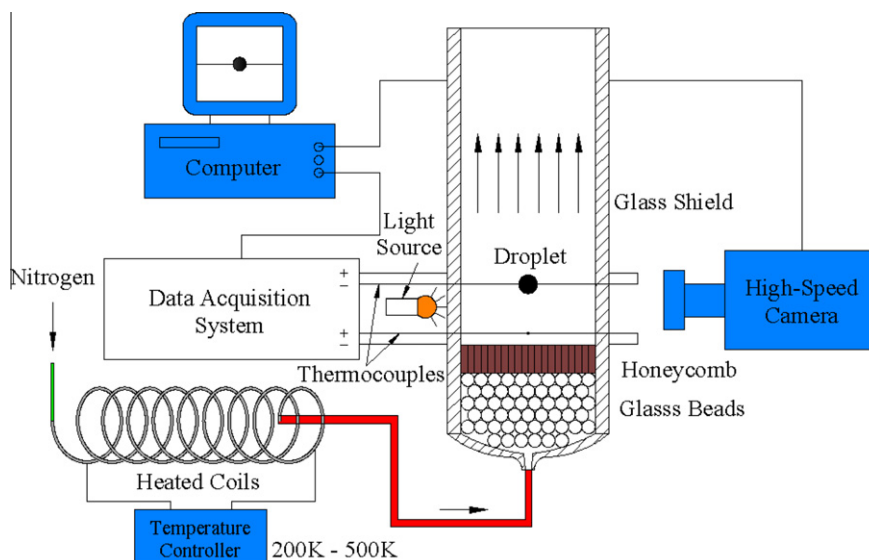 Computer
Glass Shield
Light
Source
Droplet
Nitrogen
+
−
Data Acquisition
System
High-Speed
Camera
+
−
Thermocouples
Honeycomb
Glasss Beads
Heated Coils
Temperature
Controller
200K - 500K